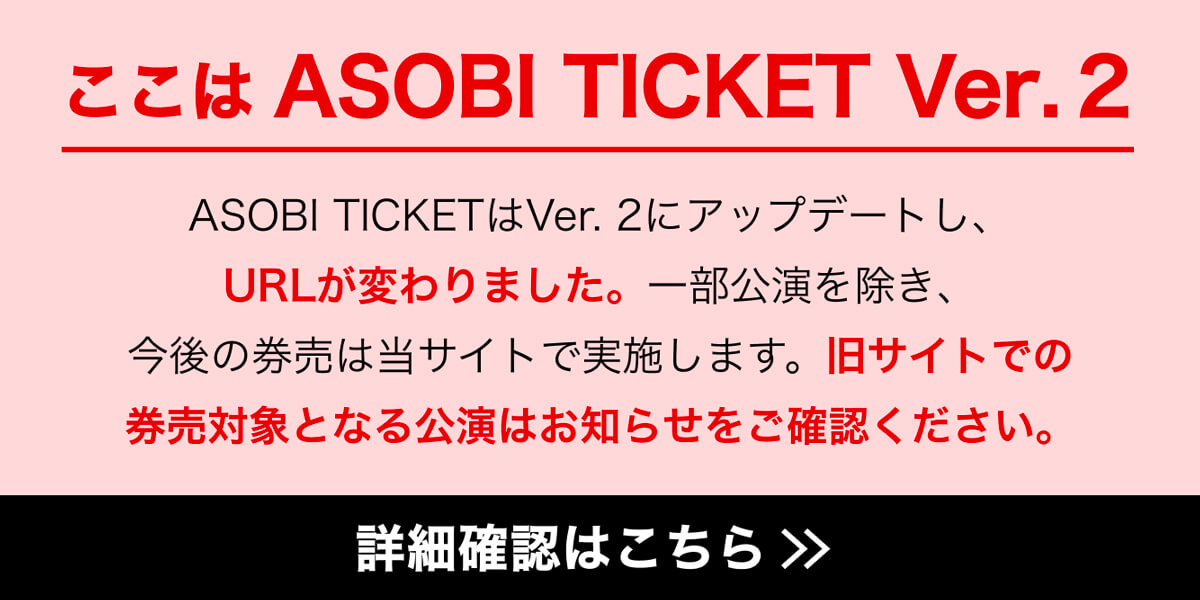 ここは ASOBI TICKET Ver. 2
ASOBI TICKETはVer. 2にアップデートし、
URLが変わりました。一部公演を除き、
今後の券売は当サイトで実施します。旧サイトでの
券売対象となる公演はお知らせをご確認ください。
詳細確認はこちら >>